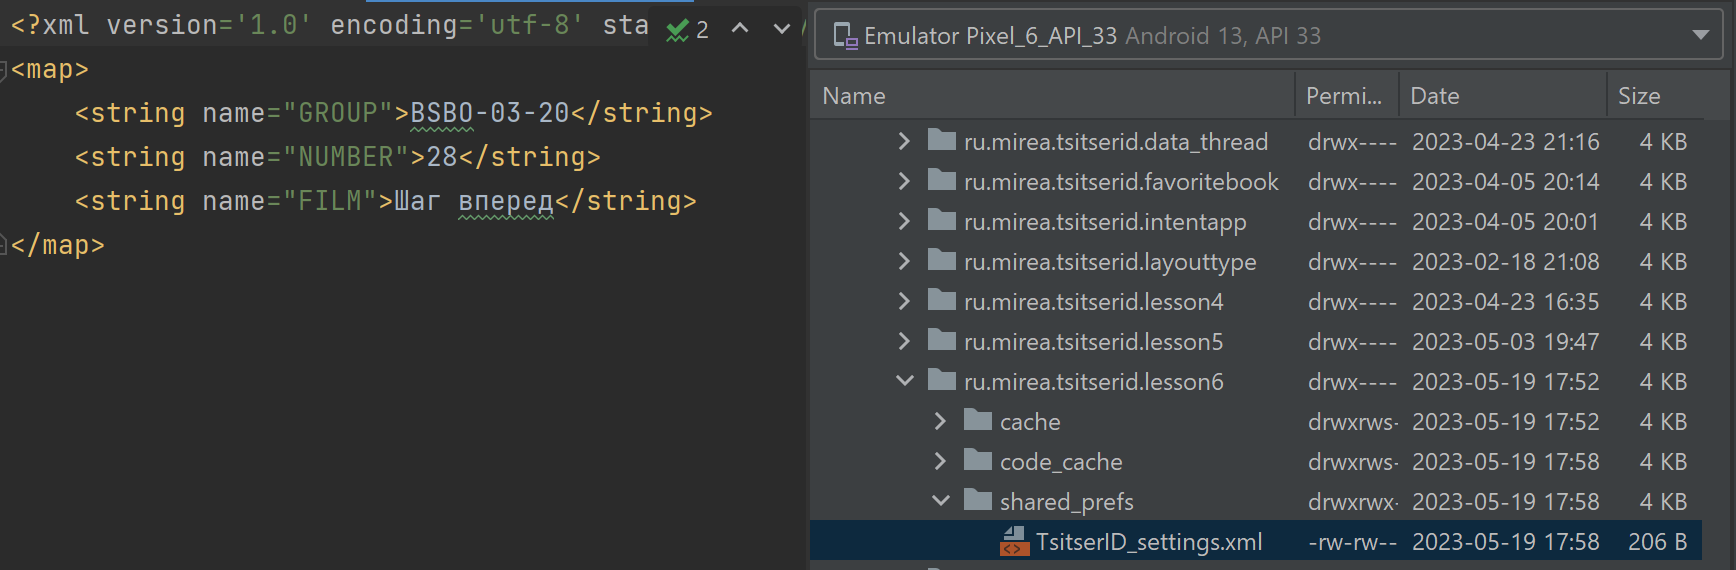 <?xml version='1.0' encoding='utf-8' sta
2
<map>
<string name="GROUP">BSBO-03-20</string>
<string name="NUMBER">28</string>
<string name="FILM">Шаг вперед</string>
</map>
Emulator Pixel_6_API_33 Android 13, API 33
Name Permi... Date Size
ru.mirea.tsitserid.data_thread drwx---- 2023-04-23 21:16 4 KB
ru.mirea.tsitserid.favoritebook drwx---- 2023-04-05 20:14 4 KB
ru.mirea.tsitserid.intentapp drwx---- 2023-04-05 20:01 4 KB
ru.mirea.tsitserid.layouttype drwx---- 2023-02-18 21:08 4 KB
ru.mirea.tsitserid.lesson4 drwx---- 2023-04-23 16:35 4 KB
ru.mirea.tsitserid.lesson5 drwx---- 2023-05-03 19:47 4 KB
ru.mirea.tsitserid.lesson6 drwx---- 2023-05-19 17:52 4 KB
cache drwxrws- 2023-05-19 17:52 4 KB
code_cache drwxrws- 2023-05-19 17:58 4 KB
shared_prefs drwxrwx- 2023-05-19 17:58 4 KB
TsitserID_settings.xml -rw-rw-- 2023-05-19 17:58 206 B